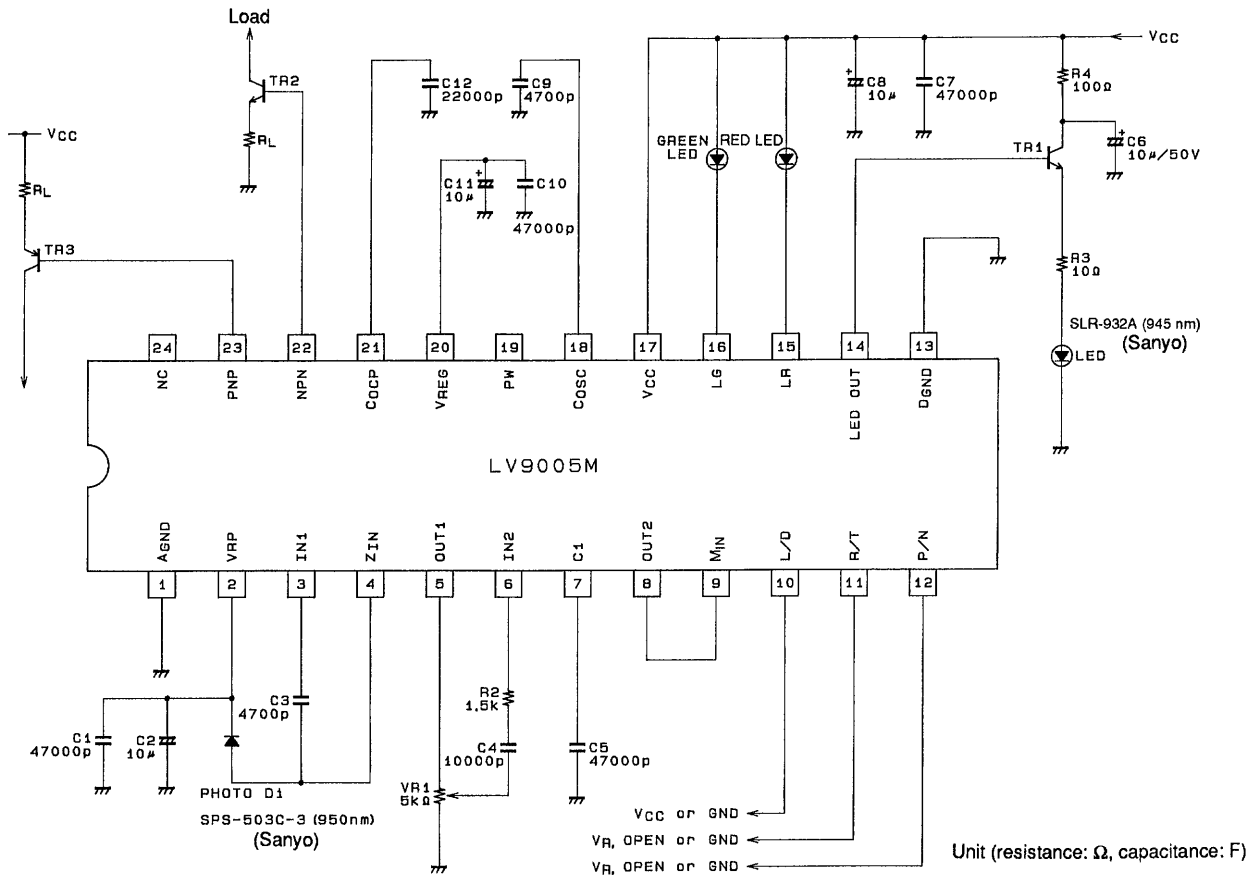 Load
TR2
RL
VCC
RL
TR3
C12
22000p
C9
4700p
C11
10μ
C10
47000p
VCC
GREEN
LED
RED LED
C8
10μ
C7
47000p
R4
100Ω
TR1
C6
10μ/50V
R3
10Ω
SLR-932A (945 nm)
(Sanyo)
LED
24 23 22 21 20 19 18 17 16 15 14 13
NC PNP NPN COCP VREG PW COSC VCC LG LR LED OUT DGND
LV9005M
AGND VRP IN1 ZIN OUT1 IN2 C1 OUT2 MIN L/D R/T P/N
1 2 3 4 5 6 7 8 9 10 11 12
C1
47000p
C2
10μ
C3
4700p
PHOTO Di
SPS-503C-3 (950nm)
(Sanyo)
R2
1.5k
C4
10000p
VR1
5kΩ
C5
47000p
VCC or GND
VR, OPEN or GND
VR, OPEN or GND
Unit (resistance: Ω, capacitance: F)